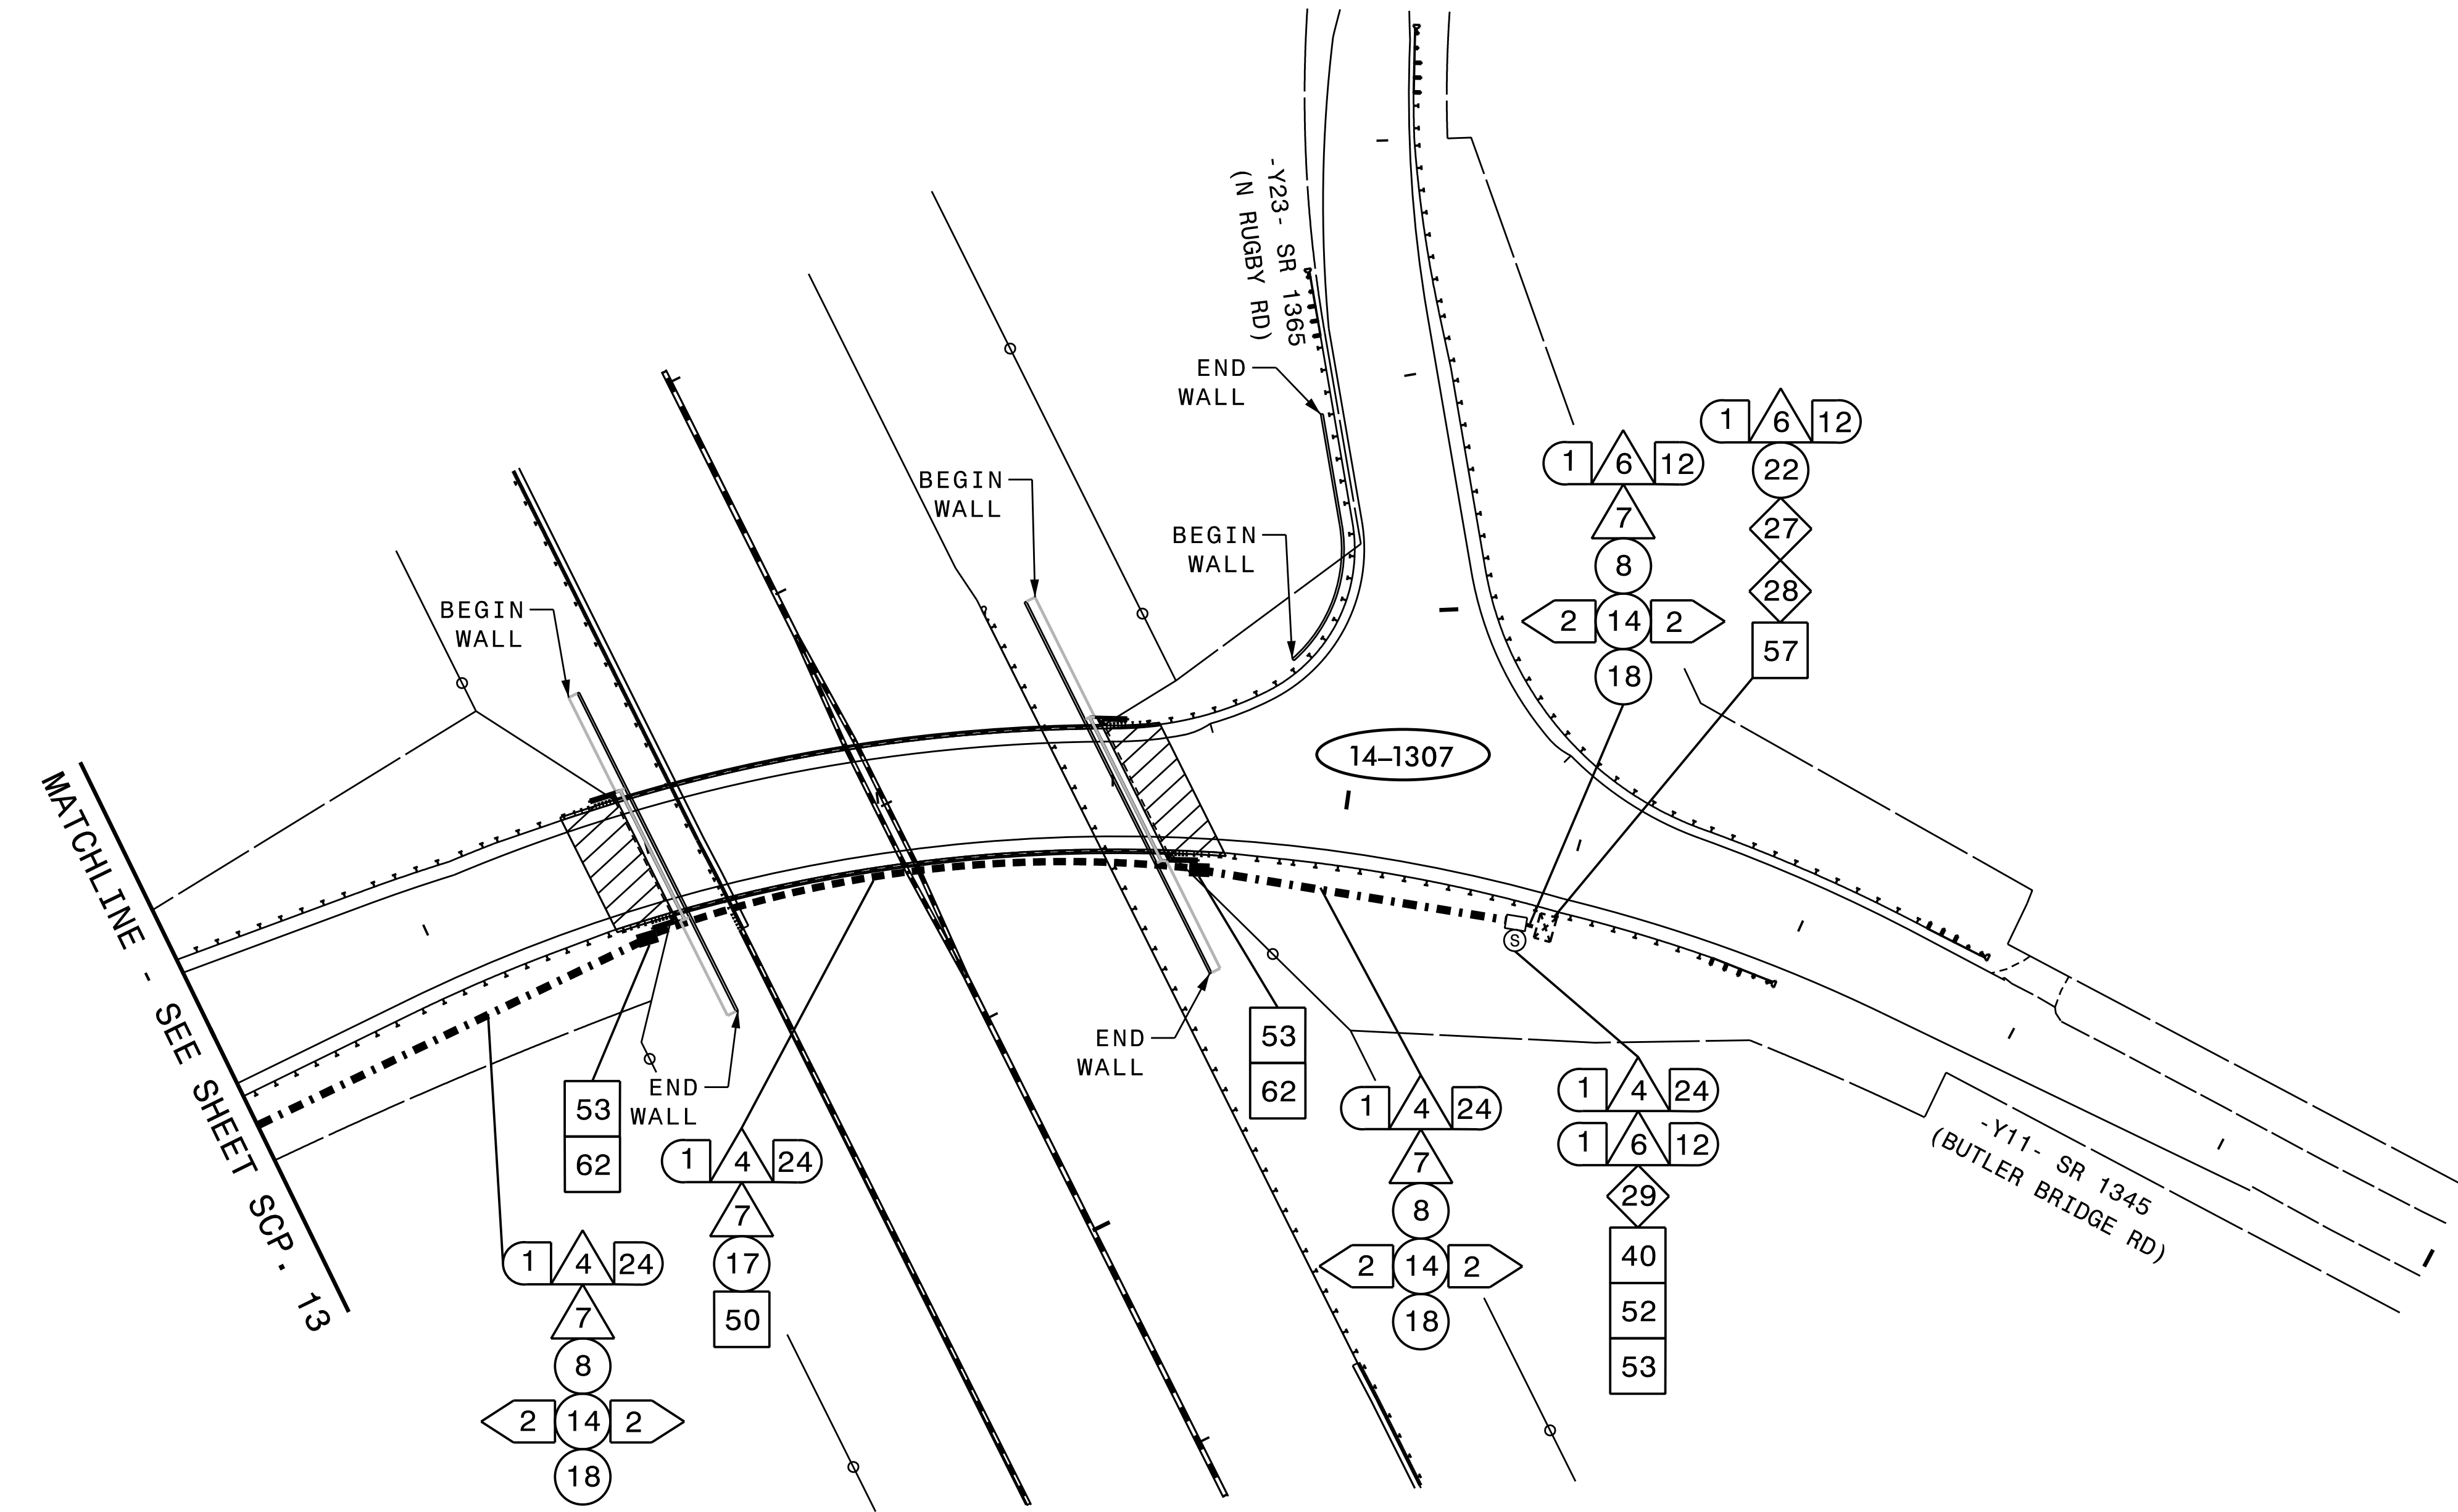 -Y23- SR 1365
(N RUGBY RD)
END
WALL
BEGIN
WALL
BEGIN
WALL
BEGIN
WALL
1 6 12
22
27
28
57
1 6 12
7
8
2 14 2
18
14-1307
MATCHLINE - SEE SHEET SCP. 13
S
END
WALL
END
WALL
53
62
53
62
1 4 24
7
17
50
1 4 24
7
8
2 14 2
18
1 4 24
7
8
2 14 2
18
1 4 24
1 6 12
29
40
52
53
-Y11- SR 1345
(BUTLER BRIDGE RD)